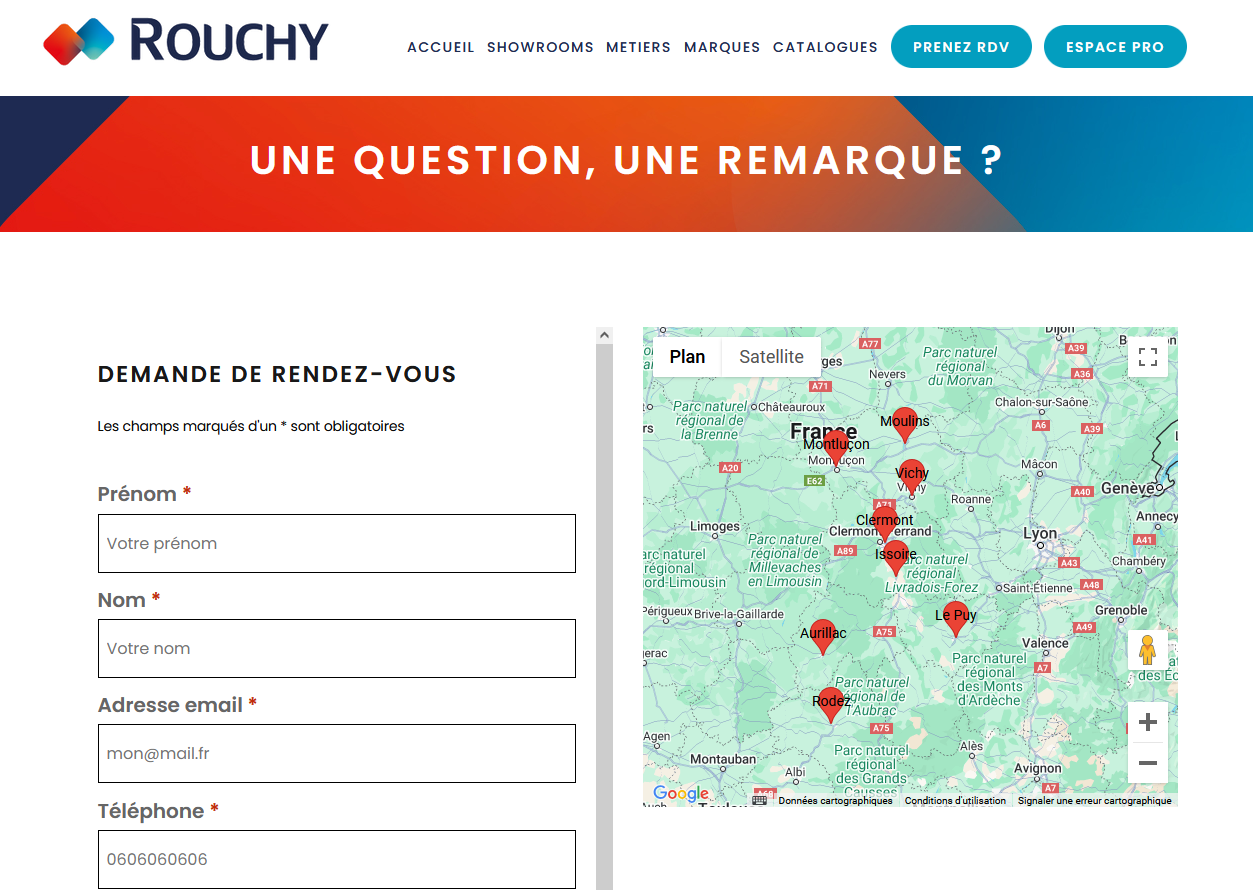 ROUCHY
ACCUEIL SHOWROOMS METIERS MARQUES CATALOGUES PRENEZ RDV ESPACE PRO
UNE QUESTION, UNE REMARQUE ?
DEMANDE DE RENDEZ-VOUS
Les champs marqués d'un * sont obligatoires
Prénom *
Votre prénom
Nom *
Votre nom
Adresse email *
mon@mail.fr
Téléphone *
0606060606
Plan Satellite
Dijon
A77
A39
Parc naturel
régional
du Morvan
A36
Nevers
A71
Châteauroux
Chalon-sur-Saône
Parc naturel
régional de
la Brenne
Moulins
A6
A39
France
Montluçon
Montluçon
A20
E62
Vichy
Vichy
Mâcon
A40
Genève
Roanne
A71
Annecy
Limoges
Clermont
Clermont-Ferrand
Lyon
A41
Parc naturel
régional de
Millevaches
en Limousin
A89
Issoire
Parc naturel
régional
Livradois-Forez
A43
Chambéry
Saint-Étienne
A48
Périgueux
Brive-la-Gaillarde
Le Puy
Grenoble
A49
Aurillac
A75
Valence
A7
Parc naturel
régional
des Monts
d'Ardèche
Parc naturel
régional de
l'Aubrac
Rodez
A75
Agen
Montauban
Albi
Parc naturel
régional
des Grands
Causses
Alès
Avignon
A7
A68
Google
Données cartographiques Conditions d'utilisation Signaler une erreur cartographique